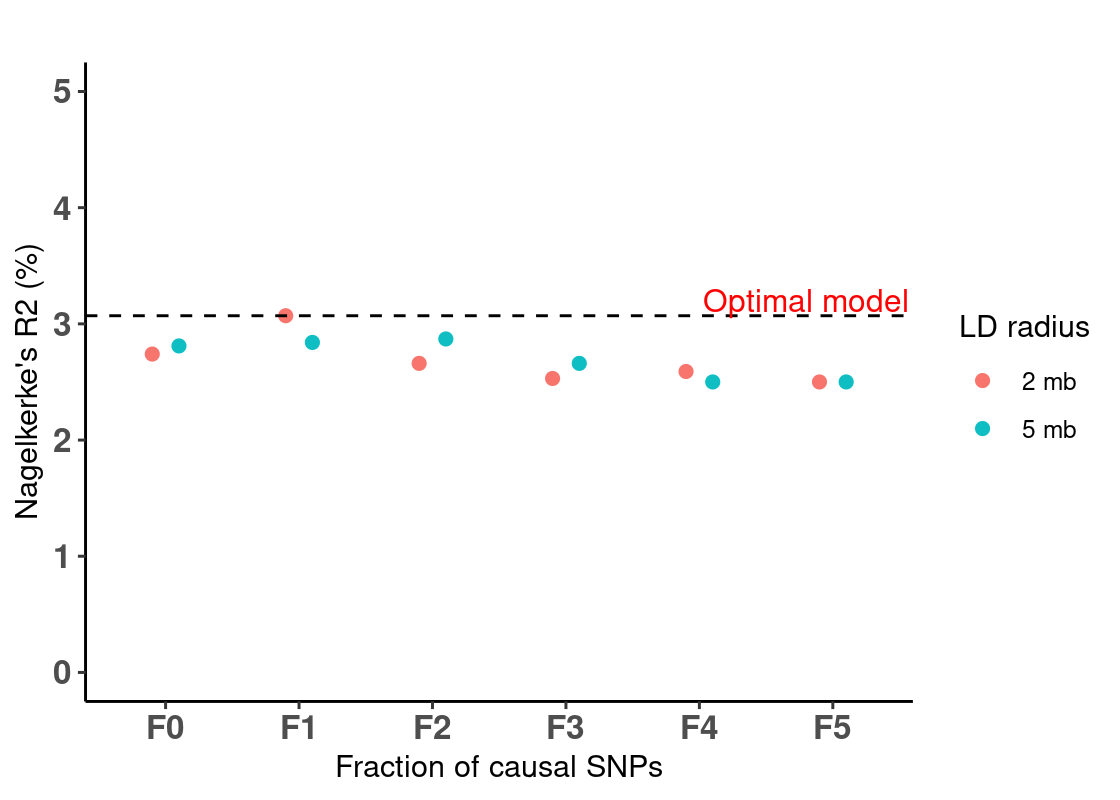 5
4
3
2
1
0
Nagelkerke's R2 (%)
Optimal model
F0 F1 F2 F3 F4 F5
Fraction of causal SNPs
LD radius
2 mb
5 mb